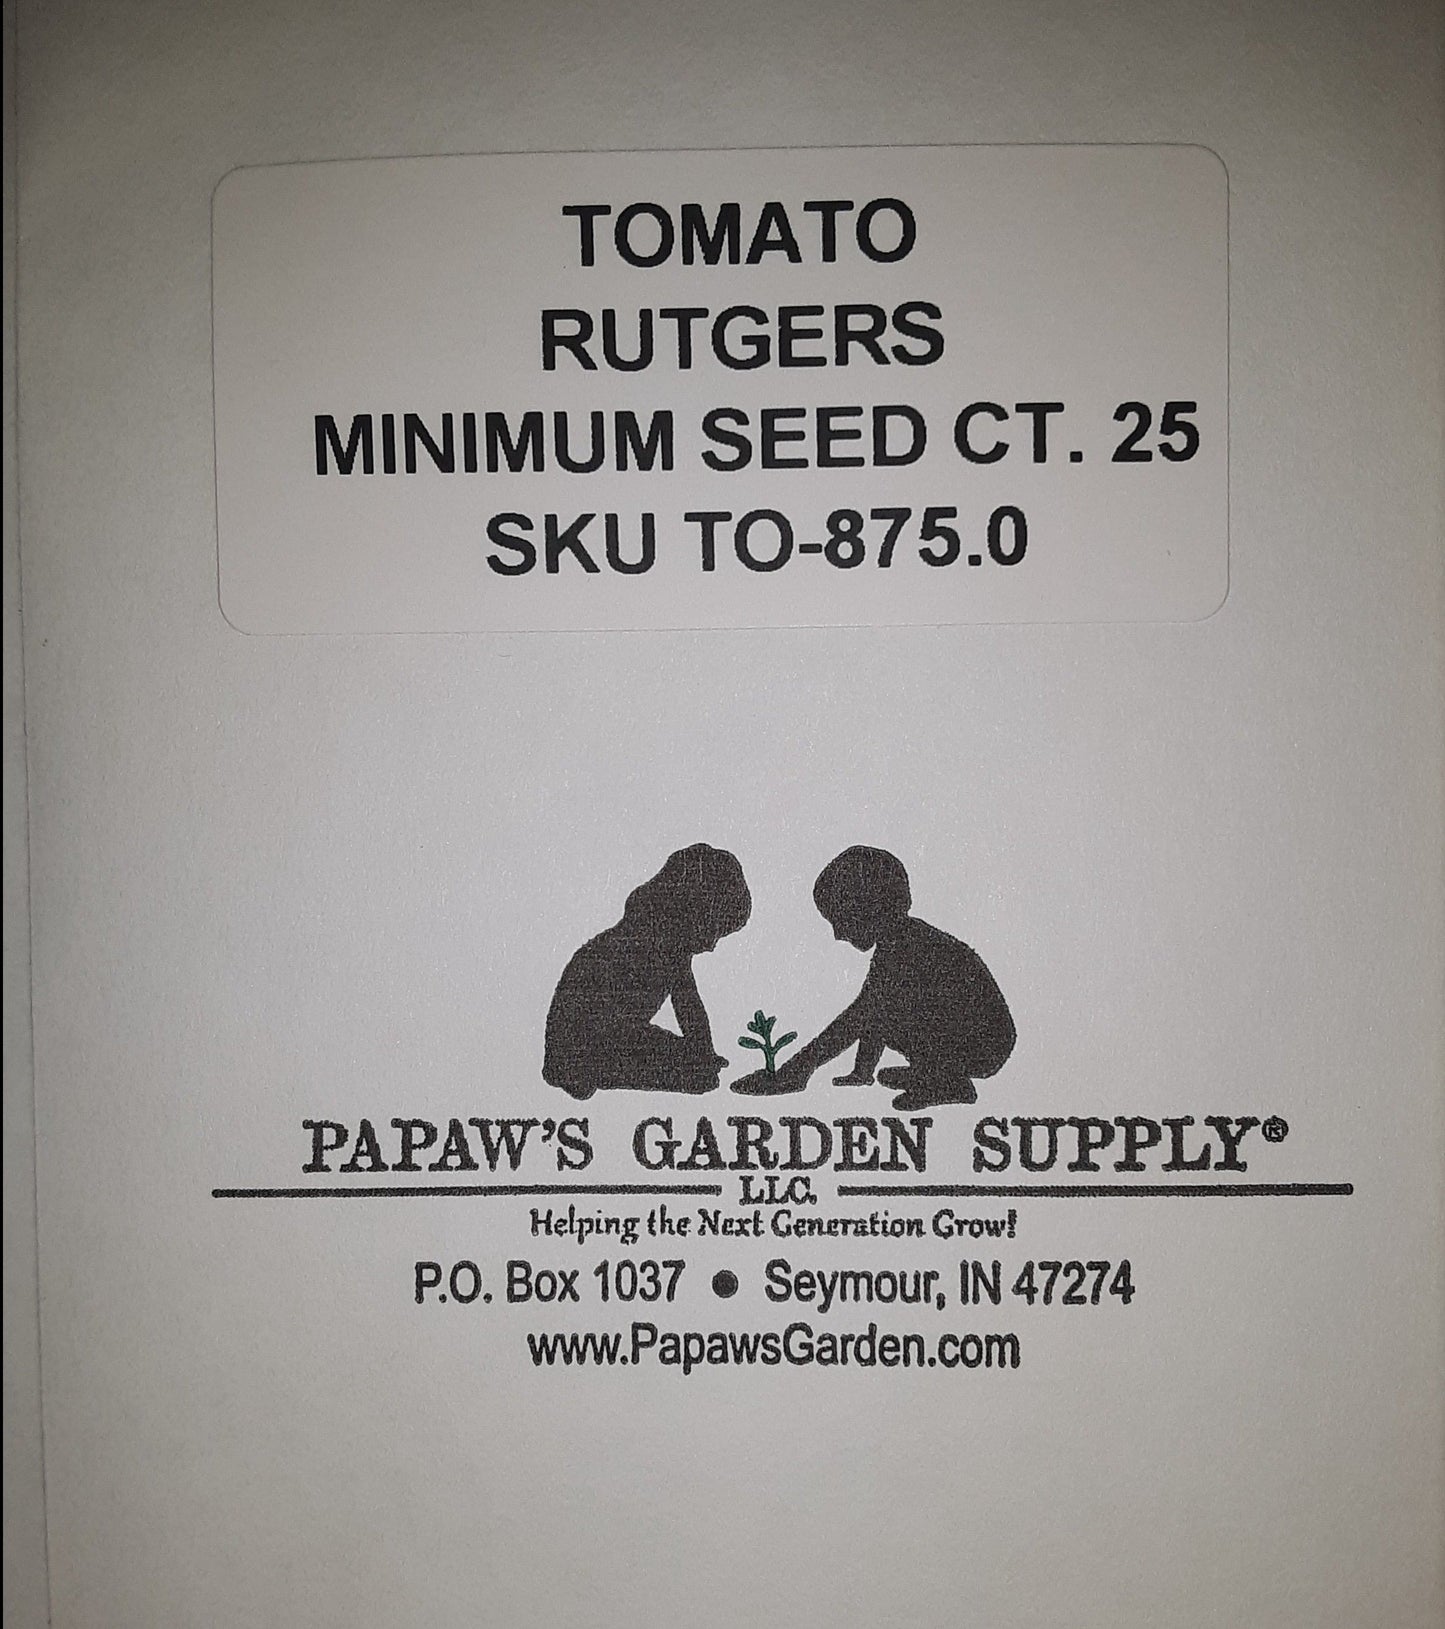 TOMATO
RUTGERS
MINIMUM SEED CT. 25
SKU TO-875.0
PAPAW'S GARDEN SUPPLY®
LLC.
Helping the Next Generation Grow!
P.O. Box 1037 ● Seymour, IN 47274
www.PapawsGarden.com